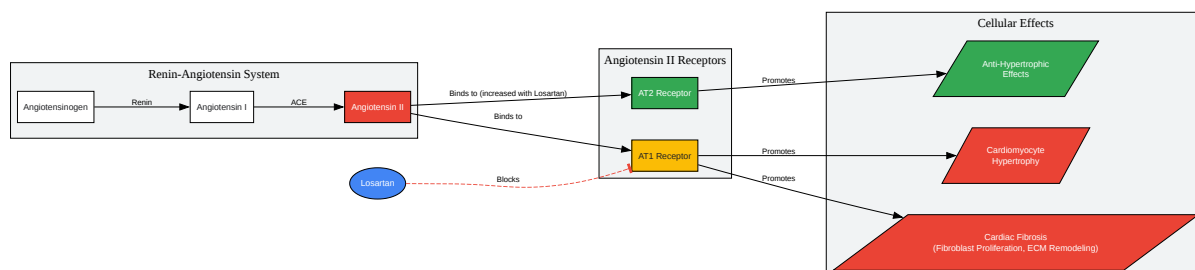 Renin-Angiotensin System
Angiotensinogen
Renin
Angiotensin I
ACE
Angiotensin II
Binds to (increased with Losartan)
Binds to
Losartan
Blocks
Angiotensin II Receptors
AT2 Receptor
AT1 Receptor
Promotes
Promotes
Promotes
Cellular Effects
Anti-Hypertrophic
Effects
Cardiomyocyte
Hypertrophy
Cardiac Fibrosis
(Fibroblast Proliferation, ECM Remodeling)